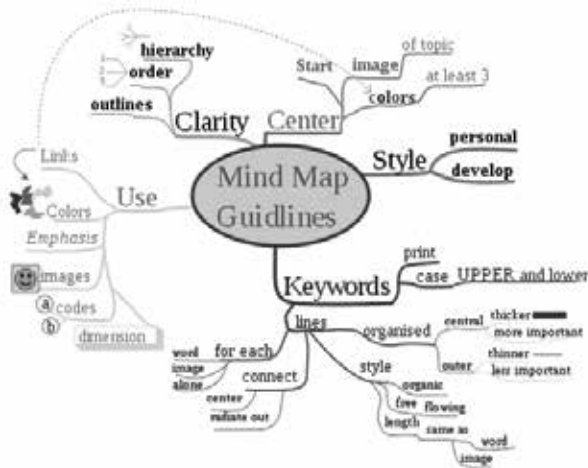 hierarchy
order
outlines
Clarity
Start
image
of topic
colors
at least 3
Center
Style
personal
develop
Mind Map
Guidlines
Links
Use
Colors
Emphasis
images
a
codes
b
dimension
Keywords
print
case
UPPER and lower
lines
organised
central
thicker
more important
outer
thinner
less important
for each
word
image
alone
connect
center
radiate out
style
organic
free
flowing
length
same as
word
image